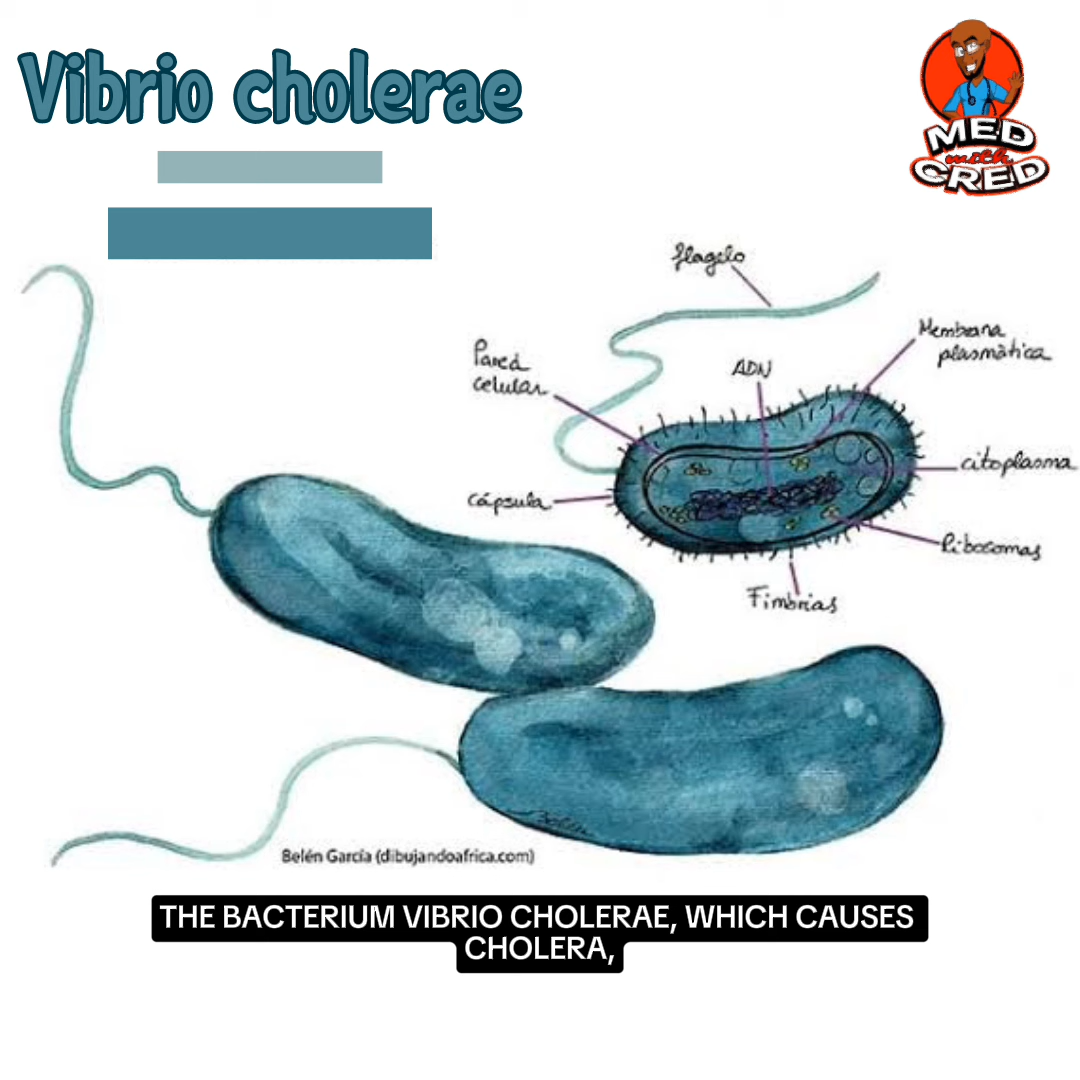 Vibrio cholerae
MED
with
CRED
flagelo
Membrana
plasmática
Pared
celular
ADN
citoplasma
cápsula
Ribosomas
Fimbrias
Belén
Belén García (dibujandoafrica.com)
THE BACTERIUM VIBRIO CHOLERAE, WHICH CAUSES
CHOLERA,